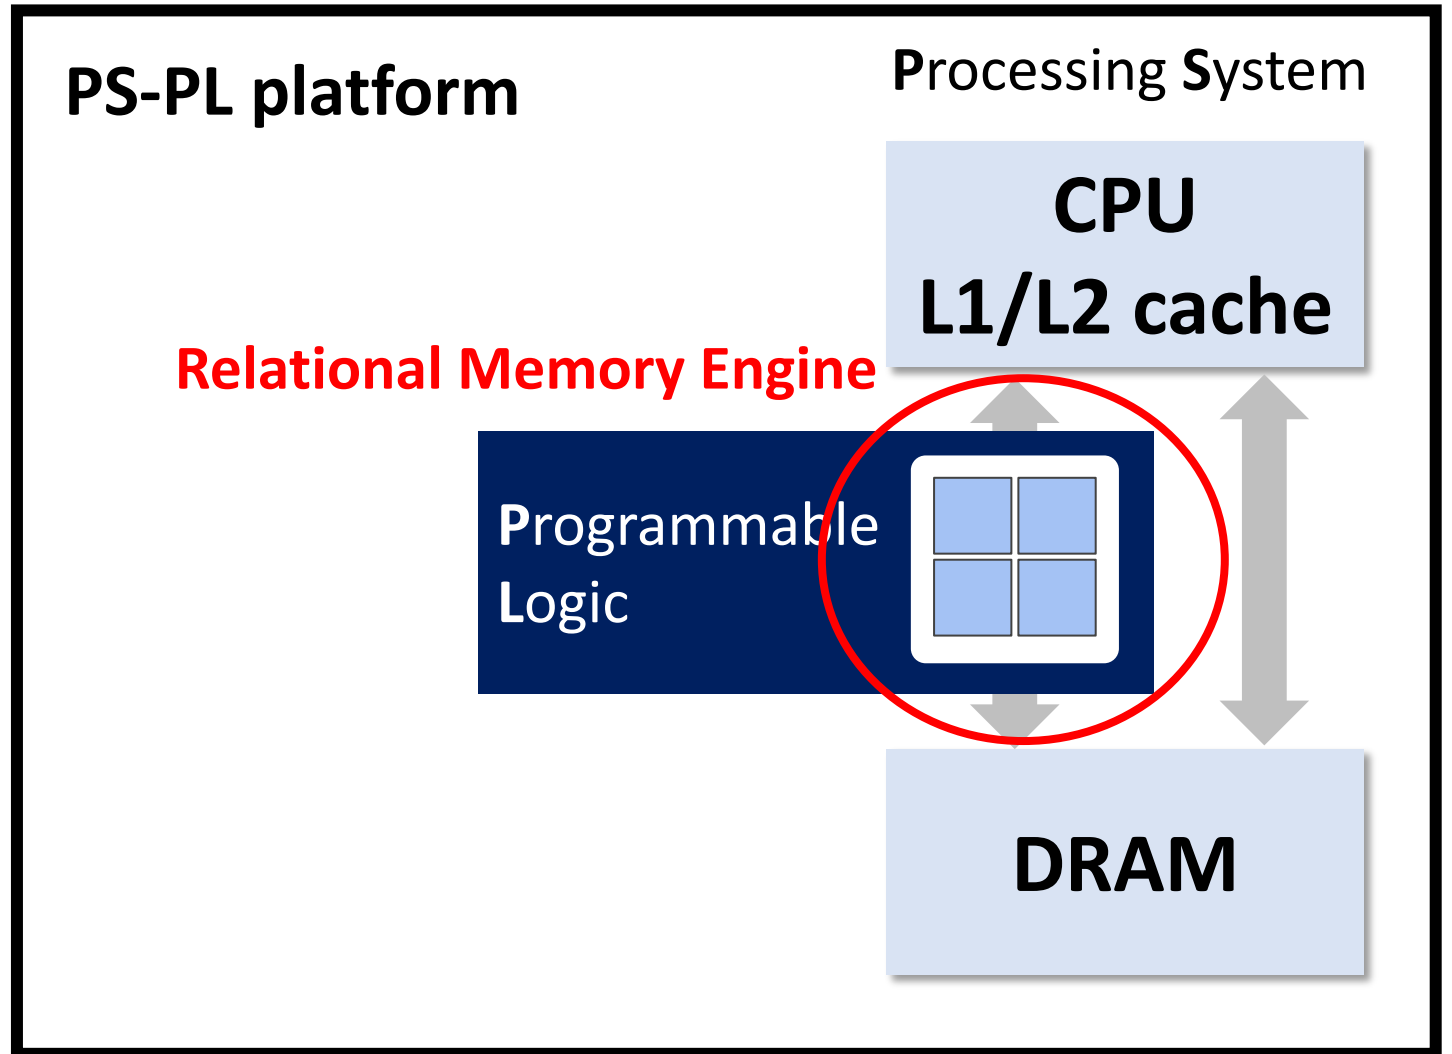 PS-PL platform
Processing System
CPU
L1/L2 cache
Relational Memory Engine
Programmable
Logic
DRAM